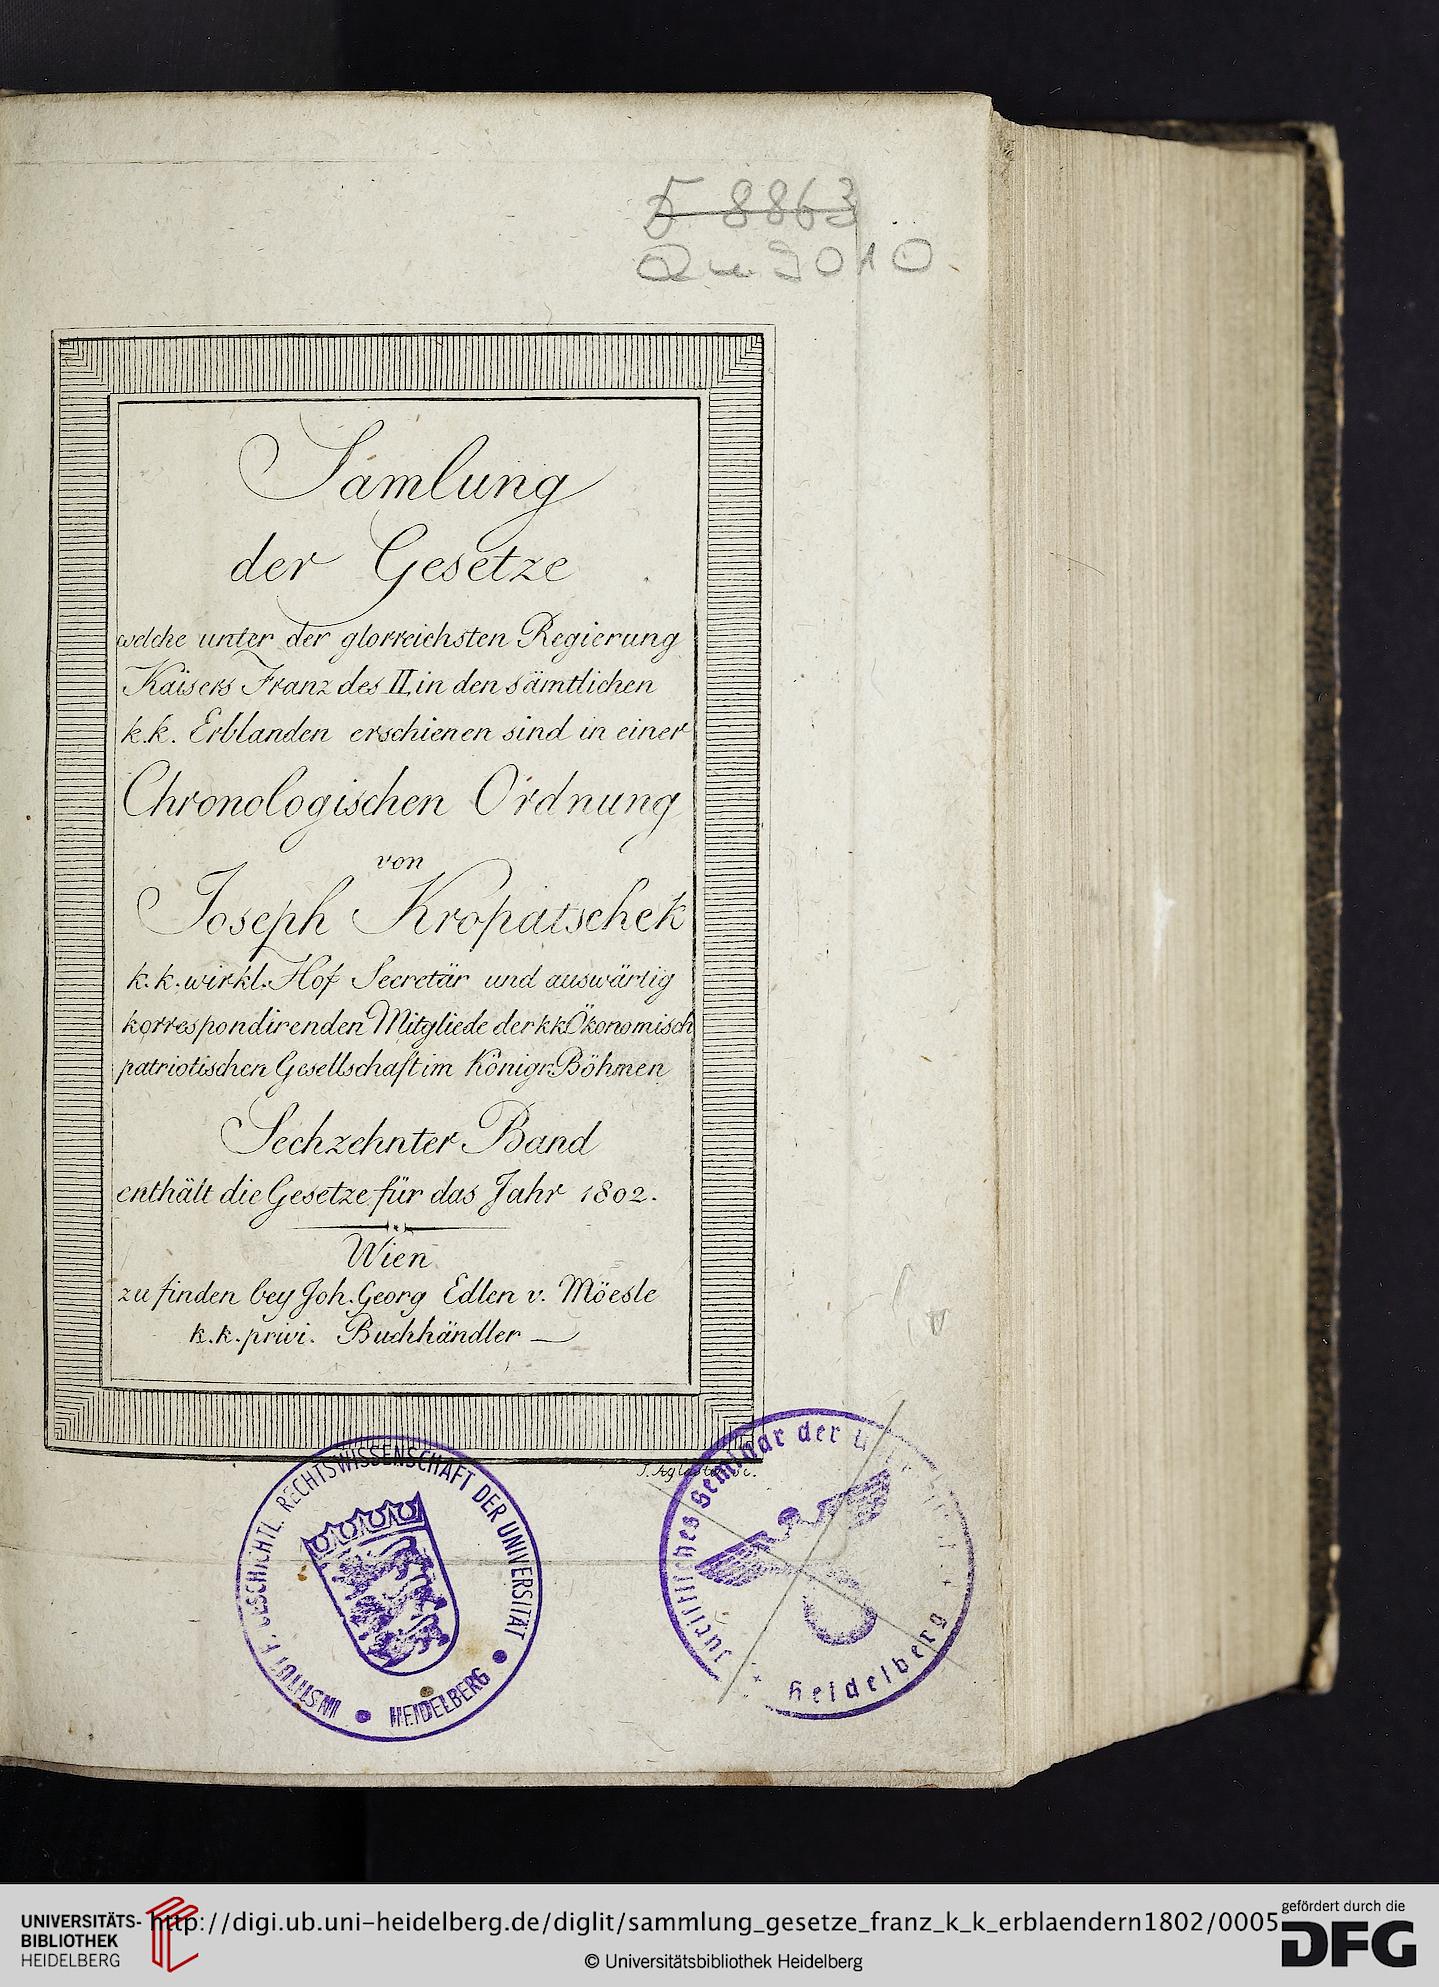 F 8863
Qu 9010
Samlung
der Gesetze
welche unter der glorreichsten Regierung
Kaisers Franz des II. in den sämtlichen
k.k. Erblanden erschienen sind in einer
Chronologischen Ordnung
von
Joseph Kropatschek
k.k. wirkl. Hof Secretär und auswärtig
korrespondirenden Mitgliede der kk Ökonomisch
patriotischen Gesellschaft im Königr. Böhmen
Sechzehnter Band
enthält die Gesetze für das Jahr 1802.
Wien
zu finden bey Joh. Georg Edlen v. Möesle
k.k. privi. Buchhändler
INSTITUT F. GESCHICHTL. RECHTSWISSENSCHAFT DER UNIVERSITÄT
HEIDELBERG
Juristisches Seminar der
Heidelberg
UNIVERSITÄTS-
BIBLIOTHEK
HEIDELBERG
http://digi.ub.uni-heidelberg.de/diglit/sammlung_gesetze_franz_k_k_erblaendern1802/0005
© Universitätsbibliothek Heidelberg
gefördert durch die
DFG